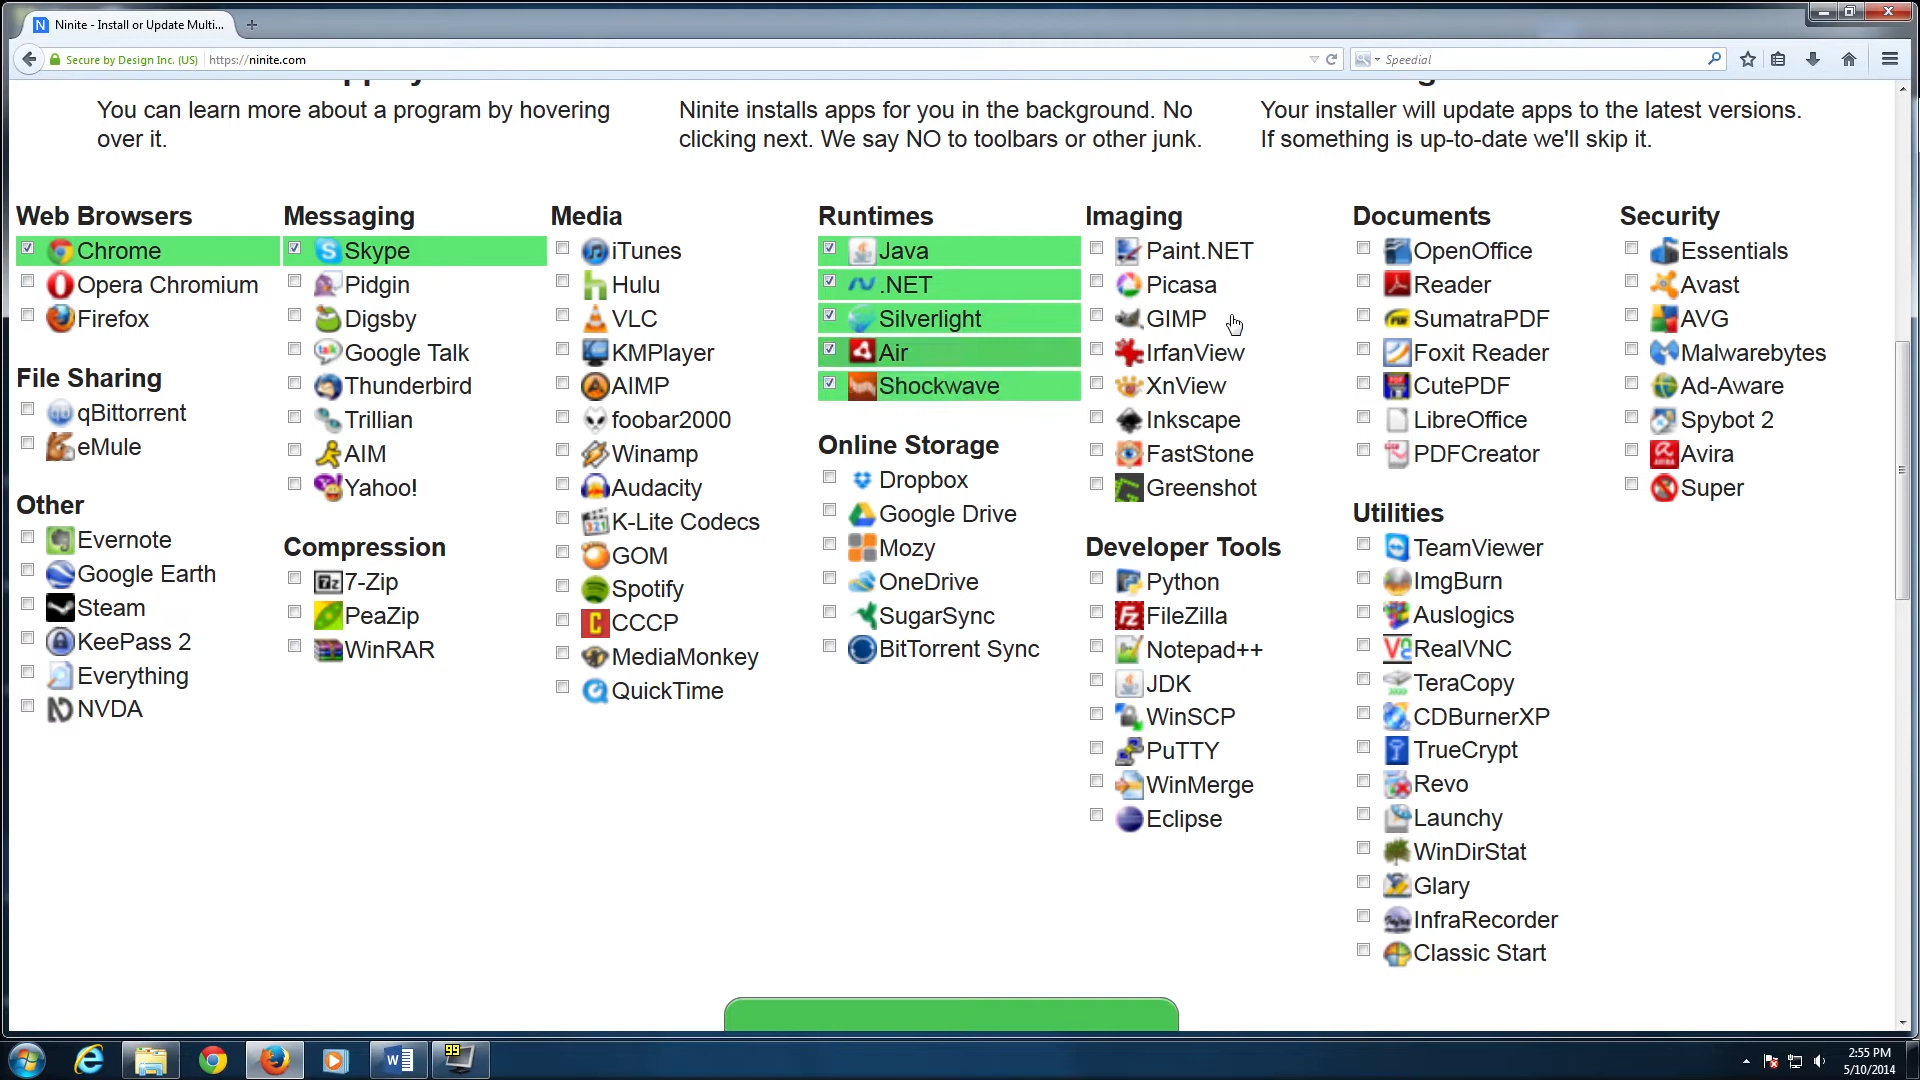 Ninite - Install or Update Multi...
Secure by Design Inc. (US)
https://ninite.com
Speedial
You can learn more about a program by hovering
over it.
Ninite installs apps for you in the background. No
clicking next. We say NO to toolbars or other junk.
Your installer will update apps to the latest versions.
If something is up-to-date we'll skip it.
Web Browsers
Chrome
Opera Chromium
Firefox
File Sharing
qBittorrent
eMule
Other
Evernote
Google Earth
Steam
KeePass 2
Everything
NVDA
Messaging
Skype
Pidgin
Digsby
Google Talk
Thunderbird
Trillian
AIM
Yahoo!
Compression
7-Zip
PeaZip
WinRAR
Media
iTunes
Hulu
VLC
KMPlayer
AIMP
foobar2000
Winamp
Audacity
K-Lite Codecs
GOM
Spotify
CCCP
MediaMonkey
QuickTime
Runtimes
Java
.NET
Silverlight
Air
Shockwave
Online Storage
Dropbox
Google Drive
Mozy
OneDrive
SugarSync
BitTorrent Sync
Imaging
Paint.NET
Picasa
GIMP
IrfanView
XnView
Inkscape
FastStone
Greenshot
Developer Tools
Python
FileZilla
Notepad++
JDK
WinSCP
PuTTY
WinMerge
Eclipse
Documents
OpenOffice
Reader
SumatraPDF
Foxit Reader
CutePDF
LibreOffice
PDFCreator
Utilities
TeamViewer
ImgBurn
Auslogics
RealVNC
TeraCopy
CDBurnerXP
TrueCrypt
Revo
Launchy
WinDirStat
Glary
InfraRecorder
Classic Start
Security
Essentials
Avast
AVG
Malwarebytes
Ad-Aware
Spybot 2
Avira
Super
99
2:55 PM
5/10/2014